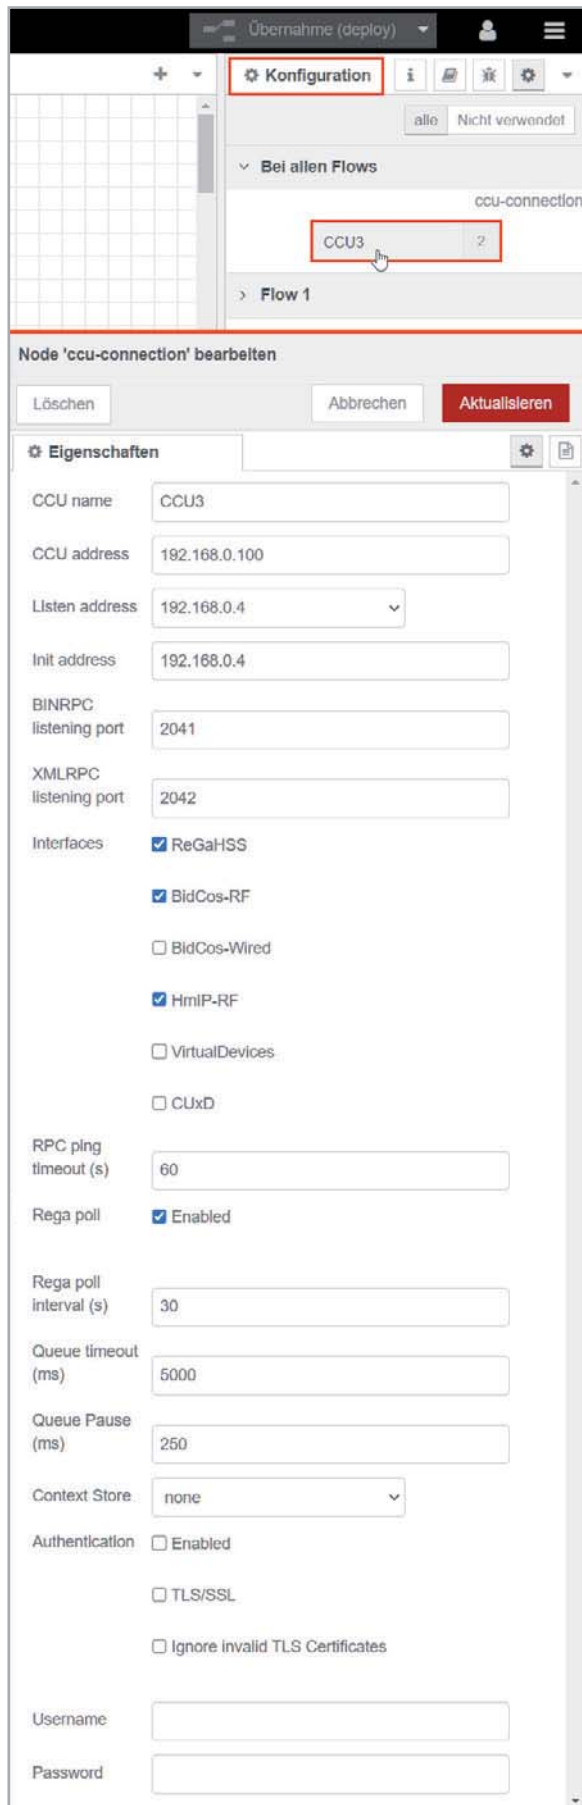 Übernahme (deploy)
Konfiguration
i
alle Nicht verwendet
Bei allen Flows
ccu-connection
CCU3 2
Flow 1
Node 'ccu-connection' bearbeiten
Löschen Abbrechen Aktualisieren
Eigenschaften
CCU name CCU3
CCU address 192.168.0.100
Listen address 192.168.0.4
Init address 192.168.0.4
BINRPC
listening port 2041
XMLRPC
listening port 2042
Interfaces ReGaHSS
BidCos-RF
BidCos-Wired
HmIP-RF
VirtualDevices
CUxD
RPC ping
timeout (s) 60
Rega poll Enabled
Rega poll
interval (s) 30
Queue timeout
(ms) 5000
Queue Pause
(ms) 250
Context Store none
Authentication Enabled
TLS/SSL
Ignore invalid TLS Certificates
Username
Password